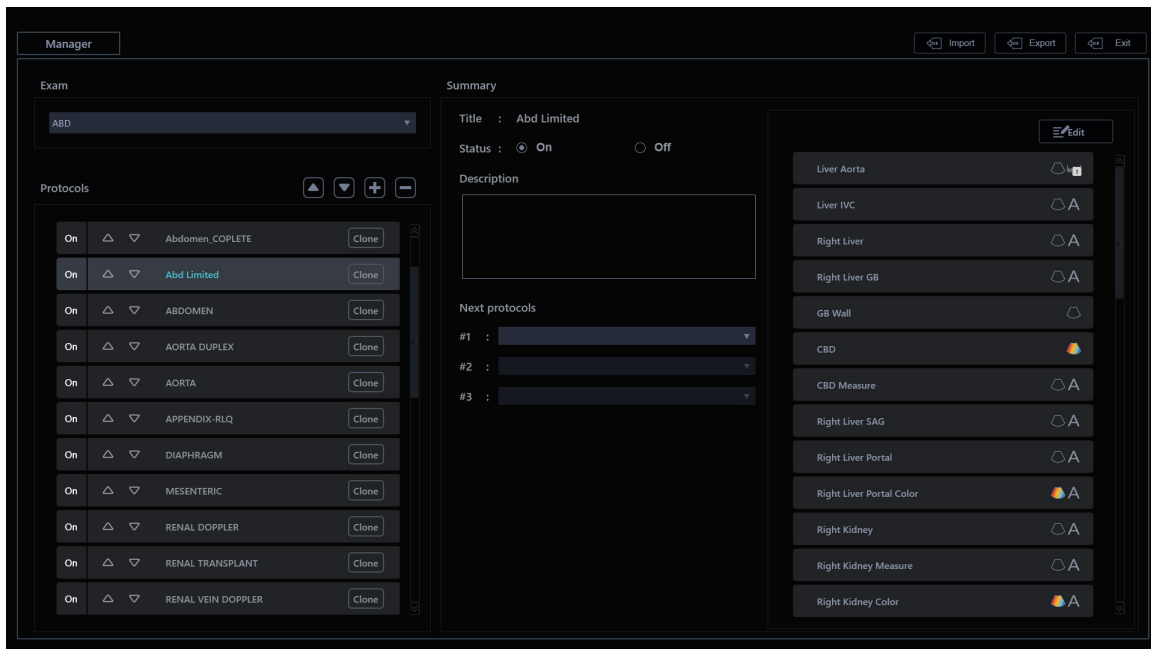 Manager
Import
Export
Exit
Exam
ABD
Protocols
On Abdomen_COPLETE Clone
On Abd Limited Clone
On ABDOMEN Clone
On AORTA DUPLEX Clone
On AORTA Clone
On APPENDIX-RLQ Clone
On DIAPHRAGM Clone
On MESENTERIC Clone
On RENAL DOPPLER Clone
On RENAL TRANSPLANT Clone
On RENAL VEIN DOPPLER Clone
Summary
Title : Abd Limited
Status : On Off
Description
Next protocols
#1 :
#2 :
#3 :
Edit
Liver Aorta 1
Liver IVC A
Right Liver A
Right Liver GB A
GB Wall
CBD
CBD Measure A
Right Liver SAG A
Right Liver Portal A
Right Liver Portal Color A
Right Kidney A
Right Kidney Measure A
Right Kidney Color A